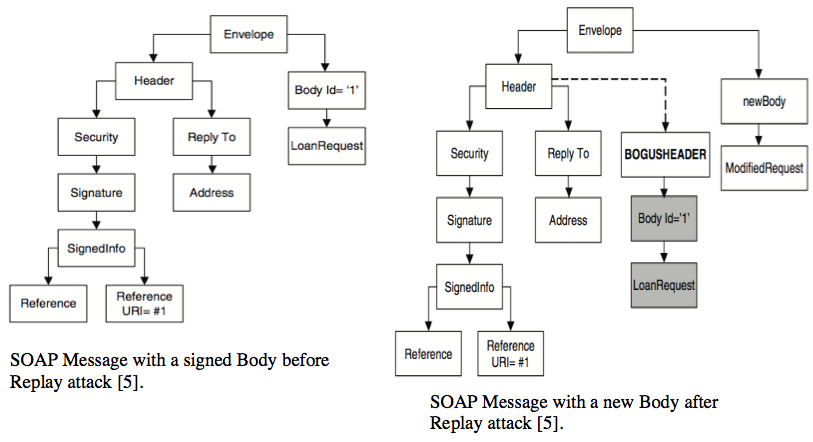 Envelope
Header
Body Id= ‘1’
Security
Reply To
LoanRequest
Signature
Address
SignedInfo
Reference
Reference
URI= #1
SOAP Message with a signed Body before
Replay attack [5].
Envelope
Header
newBody
Security
Reply To
BOGUSHEADER
ModifiedRequest
Signature
Address
Body Id=‘1’
SignedInfo
LoanRequest
Reference
Reference
URI= #1
SOAP Message with a new Body after
Replay attack [5].